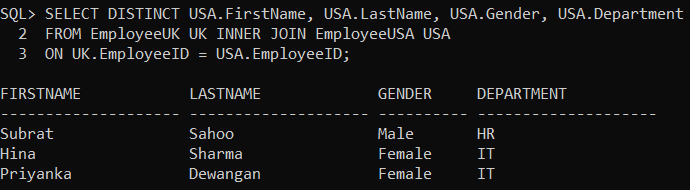 SQL> SELECT DISTINCT USA.FirstName, USA.LastName, USA.Gender, USA.Department
2 FROM EmployeeUK UK INNER JOIN EmployeeUSA USA
3 ON UK.EmployeeID = USA.EmployeeID;
FIRSTNAME LASTNAME GENDER DEPARTMENT
-------------------- -------------------- ---------- --------------------
Subrat Sahoo Male HR
Hina Sharma Female IT
Priyanka Dewangan Female IT